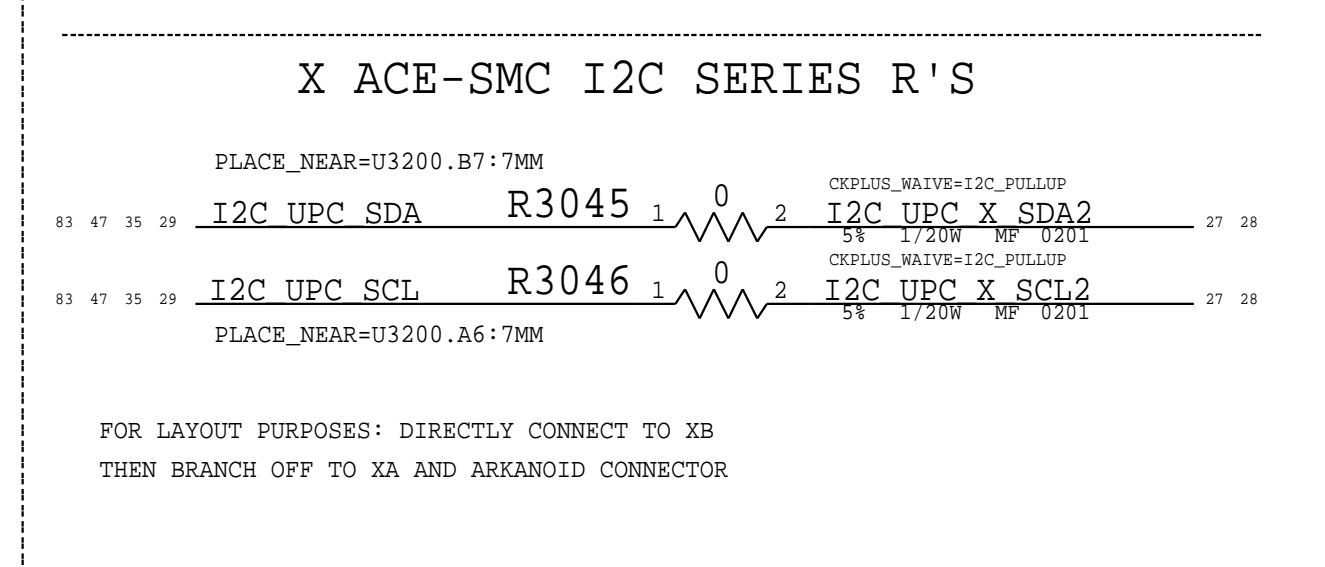 X ACE-SMC I2C SERIES R'S
PLACE_NEAR=U3200.B7:7MM
CKPLUS_WAIVE=I2C_PULLUP
83 47 35 29 I2C_UPC_SDA R3045 1 0 2 I2C_UPC_X_SDA2 27 28
5% 1/20W MF 0201
CKPLUS_WAIVE=I2C_PULLUP
83 47 35 29 I2C_UPC_SCL R3046 1 0 2 I2C_UPC_X_SCL2 27 28
5% 1/20W MF 0201
PLACE_NEAR=U3200.A6:7MM
FOR LAYOUT PURPOSES: DIRECTLY CONNECT TO XB
THEN BRANCH OFF TO XA AND ARKANOID CONNECTOR